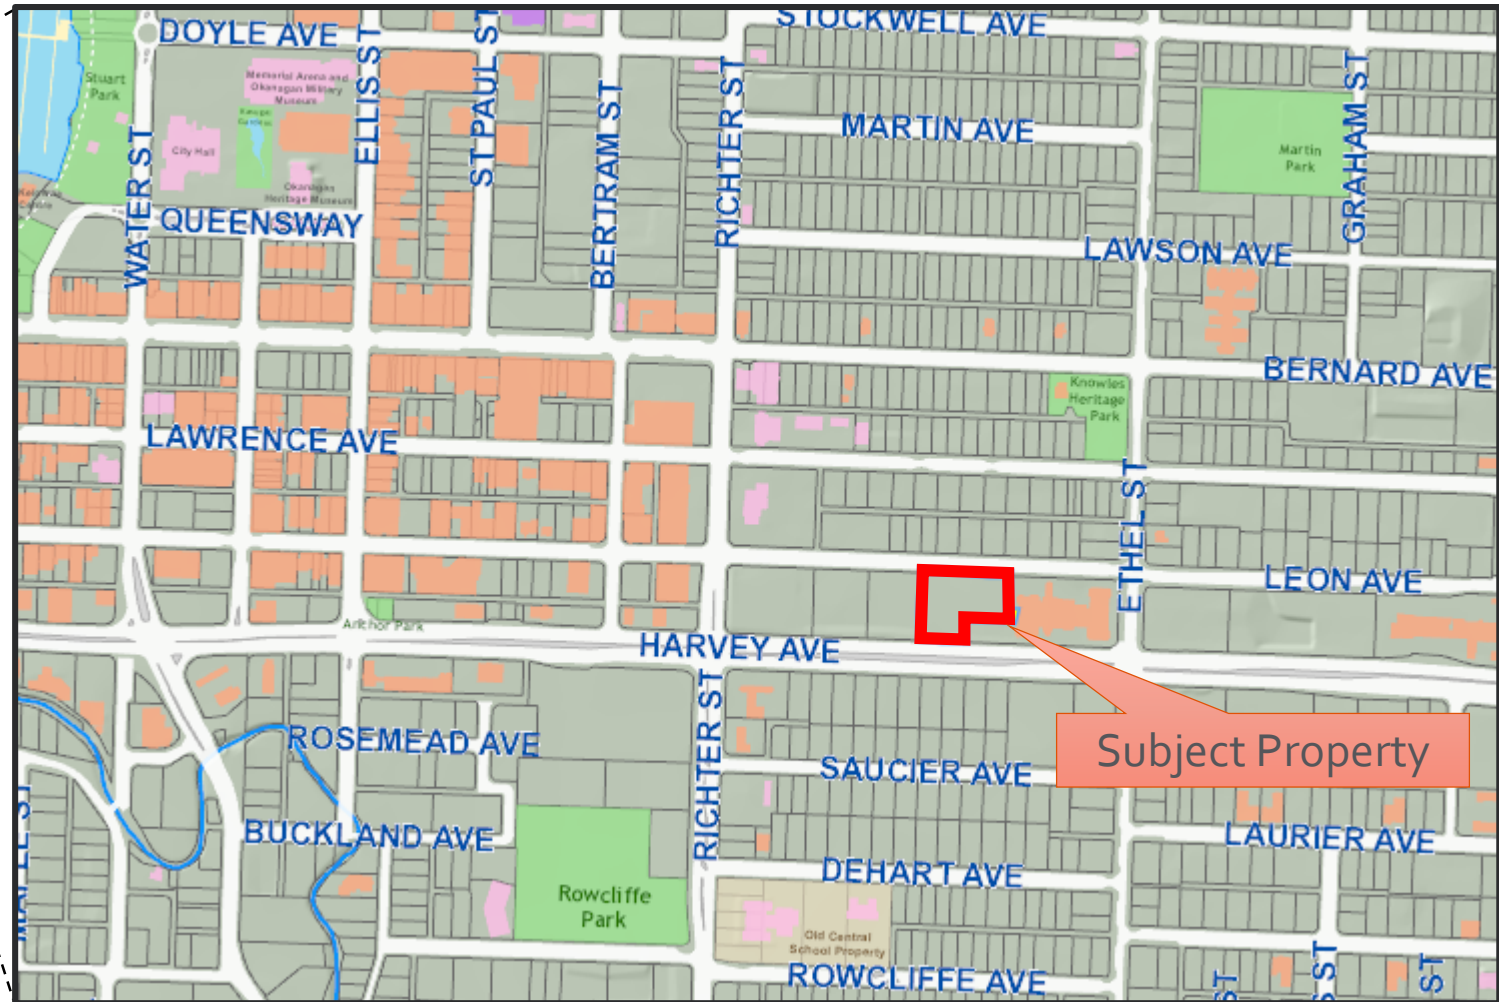 STOCKWELL AVE
DOYLE AVE
ELLIS ST
ST PAUL ST
BERTRAM ST
RICHTER ST
GRAHAM ST
WATER ST
Stuart
Park
Memorial Arena and
Okanagan Military
Museum
City Hall
Okanagan
Heritage Museum
MARTIN AVE
Martin
Park
QUEENSWAY
LAWSON AVE
BERNARD AVE
Knowles
Heritage
Park
LAWRENCE AVE
ETHEL ST
LEON AVE
HARVEY AVE
RICHTER ST
ROSEMEAD AVE
SAUCIER AVE
Subject Property
BUCKLAND AVE
LAURIER AVE
DEHART AVE
Rowcliffe
Park
Old Central
School Property
ROWCLIFFE AVE
ST
ST
ST